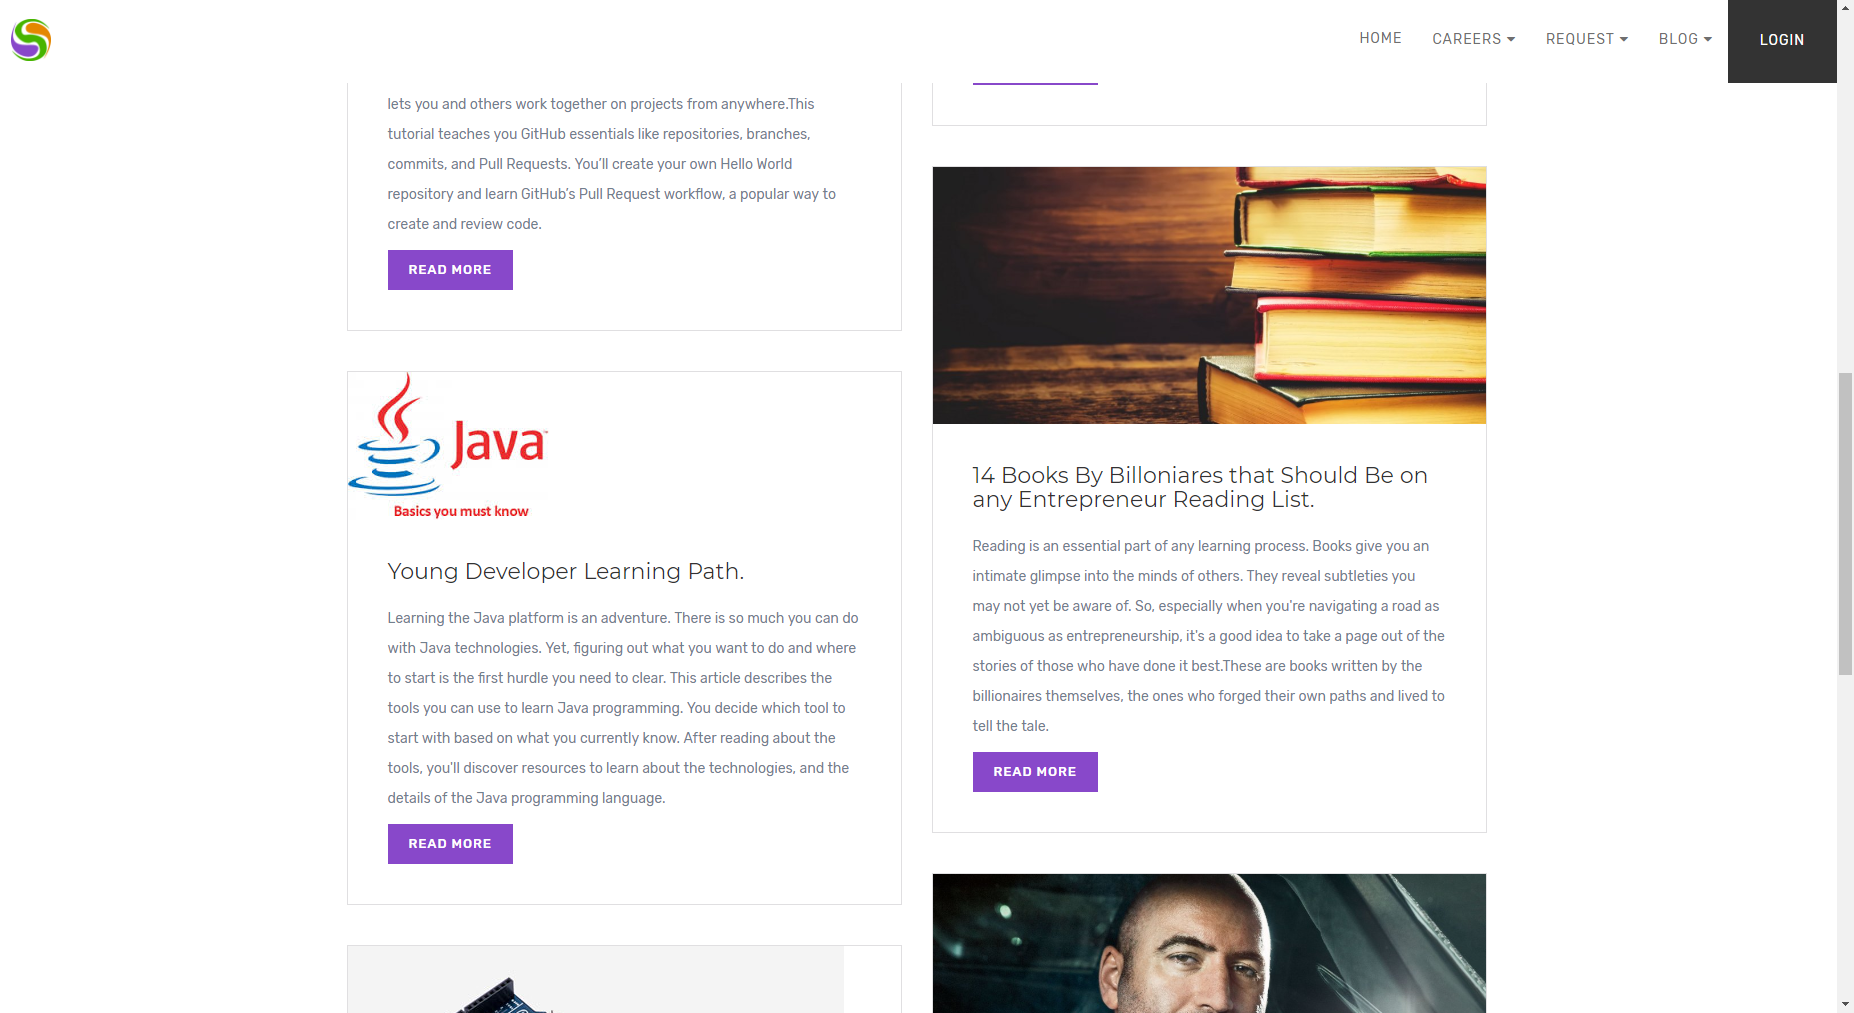 HOME
CAREERS
REQUEST
BLOG
LOGIN
lets you and others work together on projects from anywhere.This
tutorial teaches you GitHub essentials like repositories, branches,
commits, and Pull Requests. You'll create your own Hello World
repository and learn GitHub's Pull Request workflow, a popular way to
create and review code.
READ MORE
Java™
Basics you must know
Young Developer Learning Path.
Learning the Java platform is an adventure. There is so much you can do
with Java technologies. Yet, figuring out what you want to do and where
to start is the first hurdle you need to clear. This article describes the
tools you can use to learn Java programming. You decide which tool to
start with based on what you currently know. After reading about the
tools, you'll discover resources to learn about the technologies, and the
details of the Java programming language.
READ MORE
14 Books By Billoniares that Should Be on
any Entrepreneur Reading List.
Reading is an essential part of any learning process. Books give you an
intimate glimpse into the minds of others. They reveal subtleties you
may not yet be aware of. So, especially when you're navigating a road as
ambiguous as entrepreneurship, it's a good idea to take a page out of the
stories of those who have done it best.These are books written by the
billionaires themselves, the ones who forged their own paths and lived to
tell the tale.
READ MORE